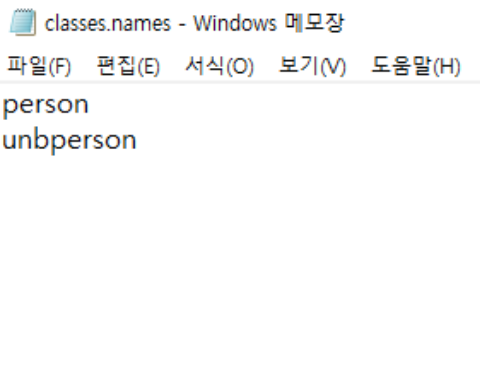 classes.names - Windows 메모장
파일(F) 편집(E) 서식(O) 보기(V) 도움말(H)
person
unbperson